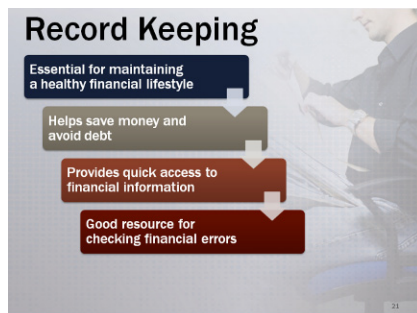 Record Keeping
Essential for maintaining
a healthy financial lifestyle
Helps save money and
avoid debt
Provides quick access to
financial information
Good resource for
checking financial errors
21